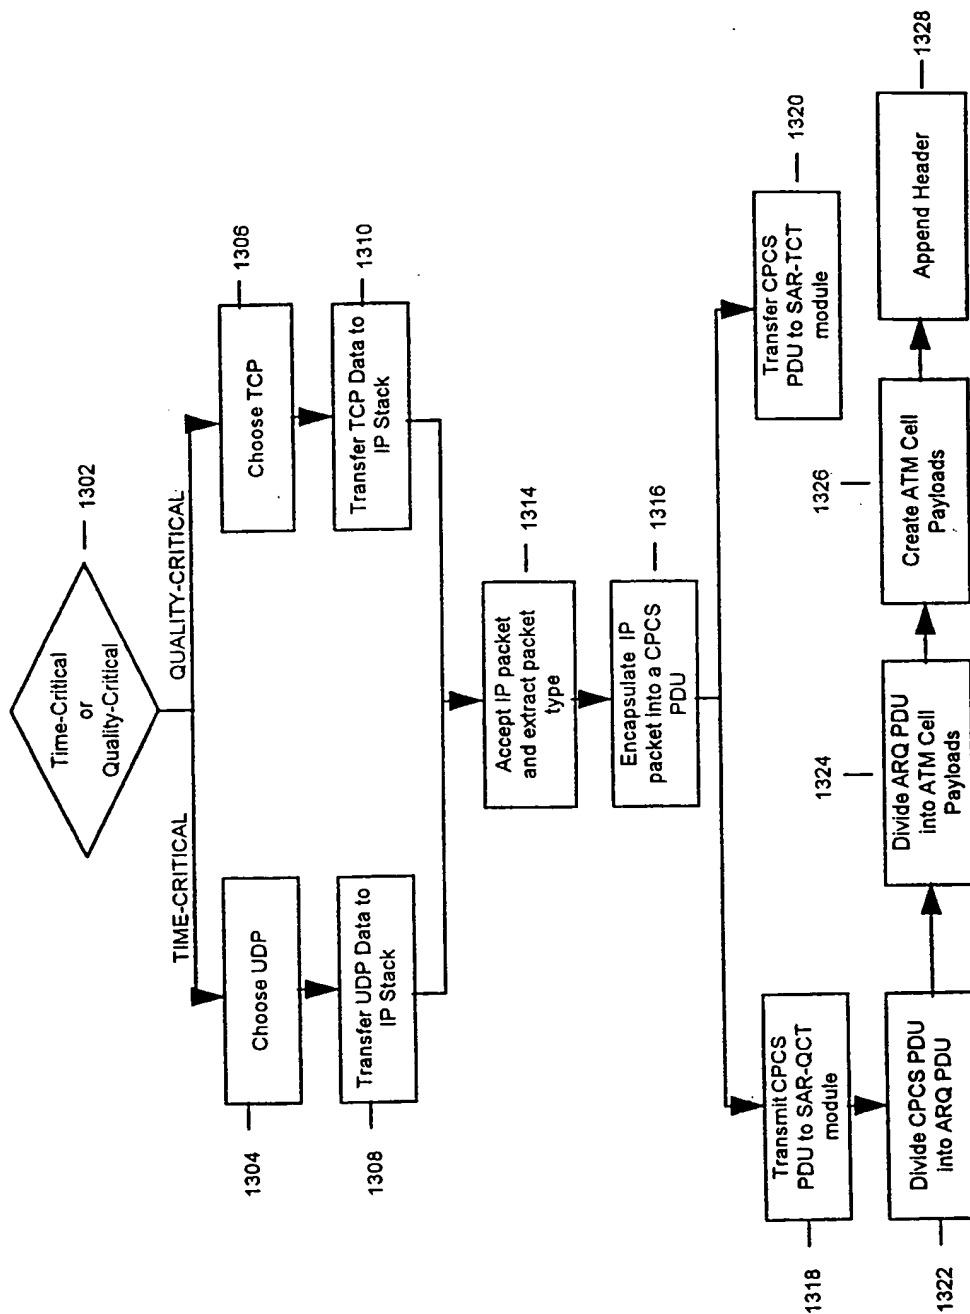 Time-Critical
or
Quality-Critical
1302
TIME-CRITICAL
QUALITY-CRITICAL
1304
Choose UDP
Choose TCP
1306
1308
Transfer UDP Data to
IP Stack
Transfer TCP Data to
IP Stack
1310
Accept IP packet
and extract packet
type
1314
Encapsulate IP
packet into a CPCS
PDU
1316
1318
Transmit CPCS
PDU to SAR-QCT
module
Transfer CPCS
PDU to SAR-TCT
module
1320
1322
Divide CPCS PDU
into ARQ PDU
1324
Divide ARQ PDU
into ATM Cell
Payloads
1326
Create ATM Cell
Payloads
Append Header
1328